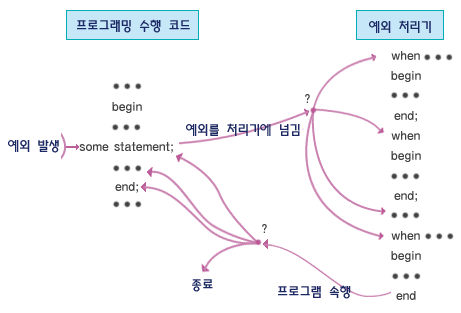 프로그래밍 수행 코드
예외 처리기
●●●
begin
●●●
예외 발생
some statement;
●●●
end;
●●●
예외를 처리기에 넘김
?
when ●●●
begin
●●●
end;
when
begin
●●●
end;
●●●
when ●●●
begin
●●●
end
?
종료
프로그램 속행